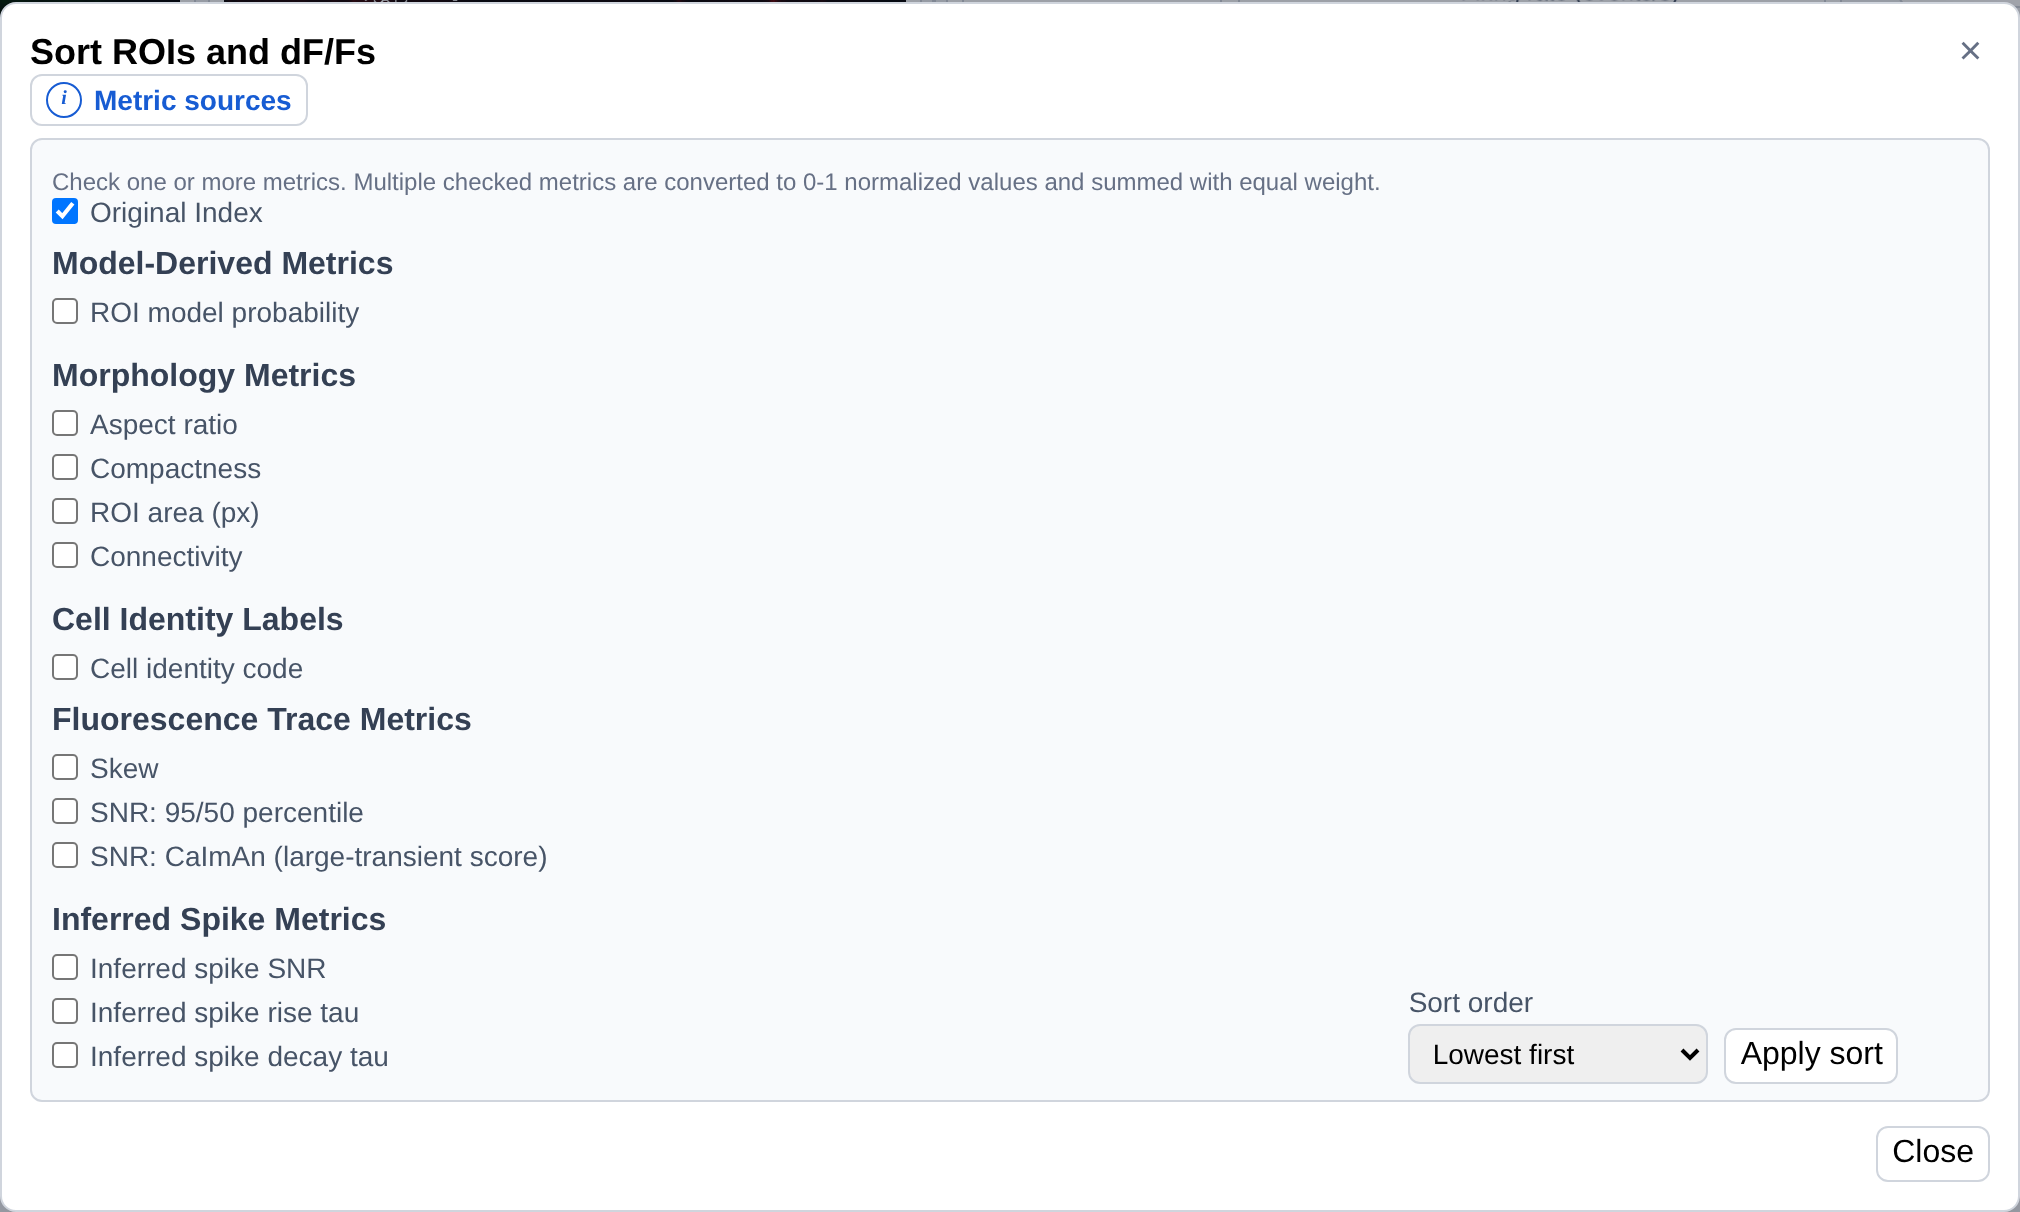 Sort ROIs and dF/Fs
×
i Metric sources
Check one or more metrics. Multiple checked metrics are converted to 0-1 normalized values and summed with equal weight.
Original Index
Model-Derived Metrics
ROI model probability
Morphology Metrics
Aspect ratio
Compactness
ROI area (px)
Connectivity
Cell Identity Labels
Cell identity code
Fluorescence Trace Metrics
Skew
SNR: 95/50 percentile
SNR: CaImAn (large-transient score)
Inferred Spike Metrics
Inferred spike SNR
Inferred spike rise tau
Inferred spike decay tau
Sort order
Lowest first
Apply sort
Close